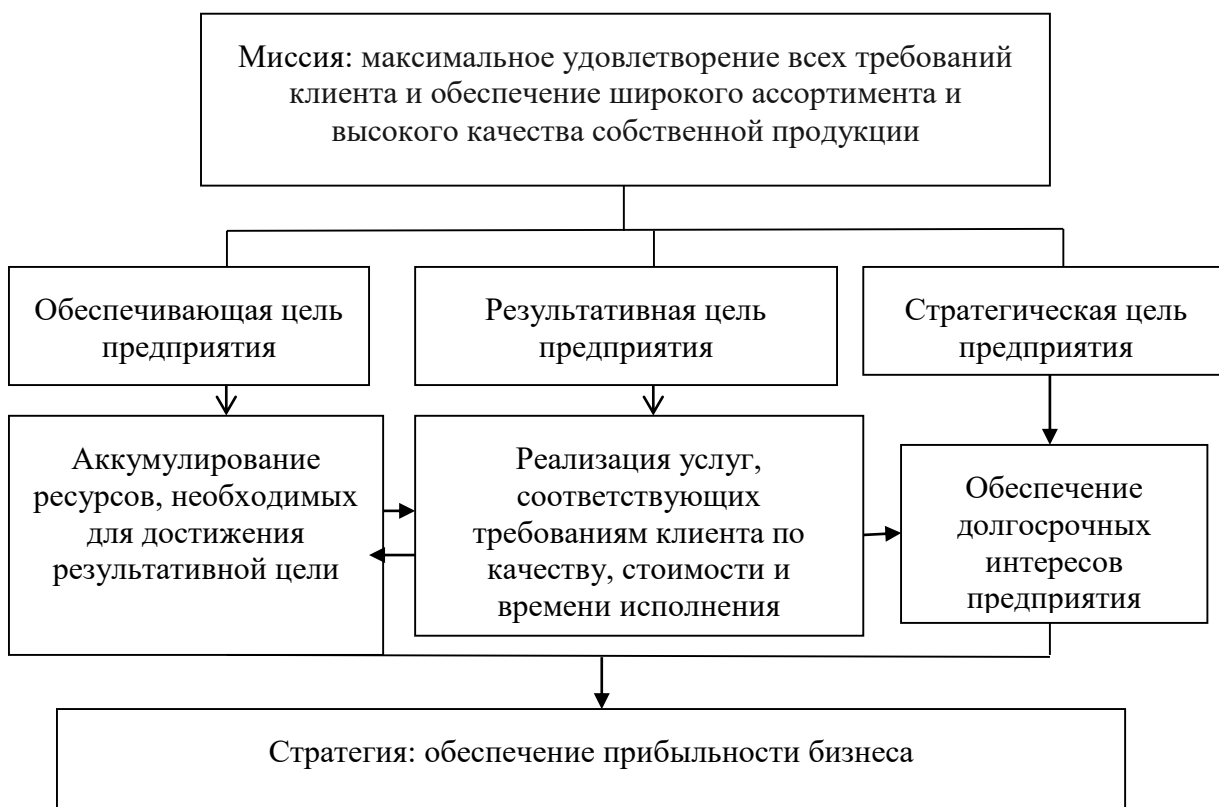 Миссия: максимальное удовлетворение всех требований
клиента и обеспечение широкого ассортимента и
высокого качества собственной продукции
Обеспечивающая цель
предприятия
Результативная цель
предприятия
Стратегическая цель
предприятия
Аккумулирование
ресурсов, необходимых
для достижения
результативной цели
Реализация услуг,
соответствующих
требованиям клиента по
качеству, стоимости и
времени исполнения
Обеспечение
долгосрочных
интересов
предприятия
Стратегия: обеспечение прибыльности бизнеса